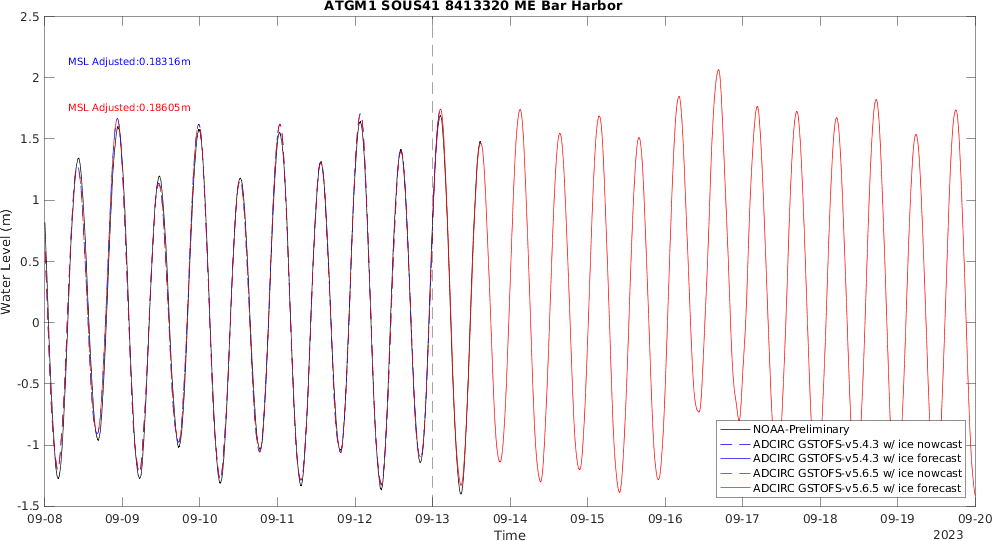 ATGM1 SOUS41 8413320 ME Bar Harbor
2.5
2
1.5
1
0.5
0
-0.5
-1
-1.5
Water Level (m)
MSL Adjusted:0.18316m
MSL Adjusted:0.18605m
NOAA-Preliminary
ADCIRC GSTOFS-v5.4.3 w/ ice nowcast
ADCIRC GSTOFS-v5.4.3 w/ ice forecast
ADCIRC GSTOFS-v5.6.5 w/ ice nowcast
ADCIRC GSTOFS-v5.6.5 w/ ice forecast
09-08 09-09 09-10 09-11 09-12 09-13 09-14 09-15 09-16 09-17 09-18 09-19 09-20
Time
2023